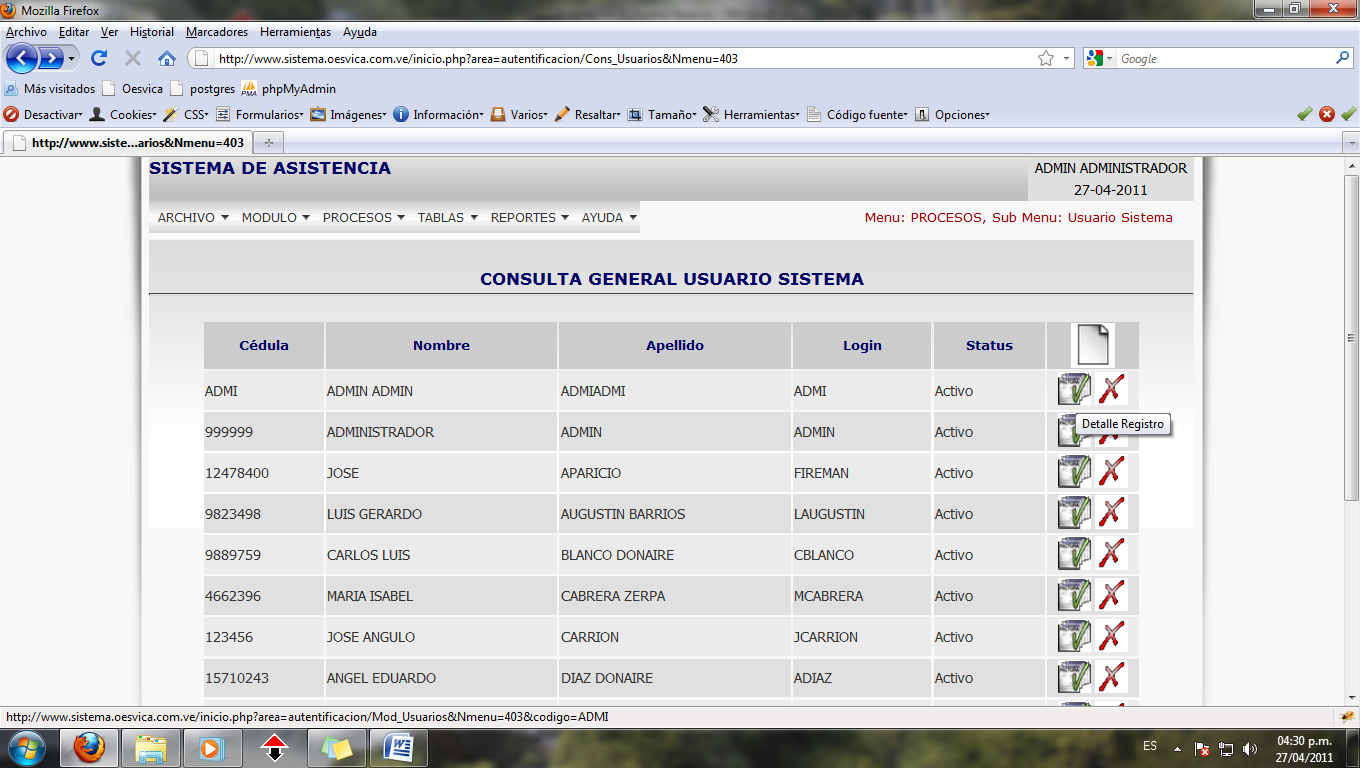 Mozilla Firefox
Archivo Editar Ver Historial Marcadores Herramientas Ayuda
http://www.sistema.oesvica.com.ve/inicio.php?area=autentificacion/Cons_Usuarios&Nmenu=403
Google
Más visitados Oesvica postgres phpMyAdmin
Desactivar Cookies CSS Formularios Imágenes Información Varios Resaltar Tamaño Herramientas Código fuente Opciones
http://www.siste...arios&Nmenu=403
SISTEMA DE ASISTENCIA
ADMIN ADMINISTRADOR
27-04-2011
ARCHIVO MODULO PROCESOS TABLAS REPORTES AYUDA
Menu: PROCESOS, Sub Menu: Usuario Sistema
CONSULTA GENERAL USUARIO SISTEMA
Cédula Nombre Apellido Login Status
ADMI ADMIN ADMIN ADMIADMI ADMI Activo
Detalle Registro
999999 ADMINISTRADOR ADMIN ADMIN Activo
12478400 JOSE APARICIO FIREMAN Activo
9823498 LUIS GERARDO AUGUSTIN BARRIOS LAUGUSTIN Activo
9889759 CARLOS LUIS BLANCO DONAIRE CBLANCO Activo
4662396 MARIA ISABEL CABRERA ZERPA MCABRERA Activo
123456 JOSE ANGULO CARRION JCARRION Activo
15710243 ANGEL EDUARDO DIAZ DONAIRE ADIAZ Activo
http://www.sistema.oesvica.com.ve/inicio.php?area=autentificacion/Mod_Usuarios&Nmenu=403&codigo=ADMI
ES
04:30 p.m.
27/04/2011